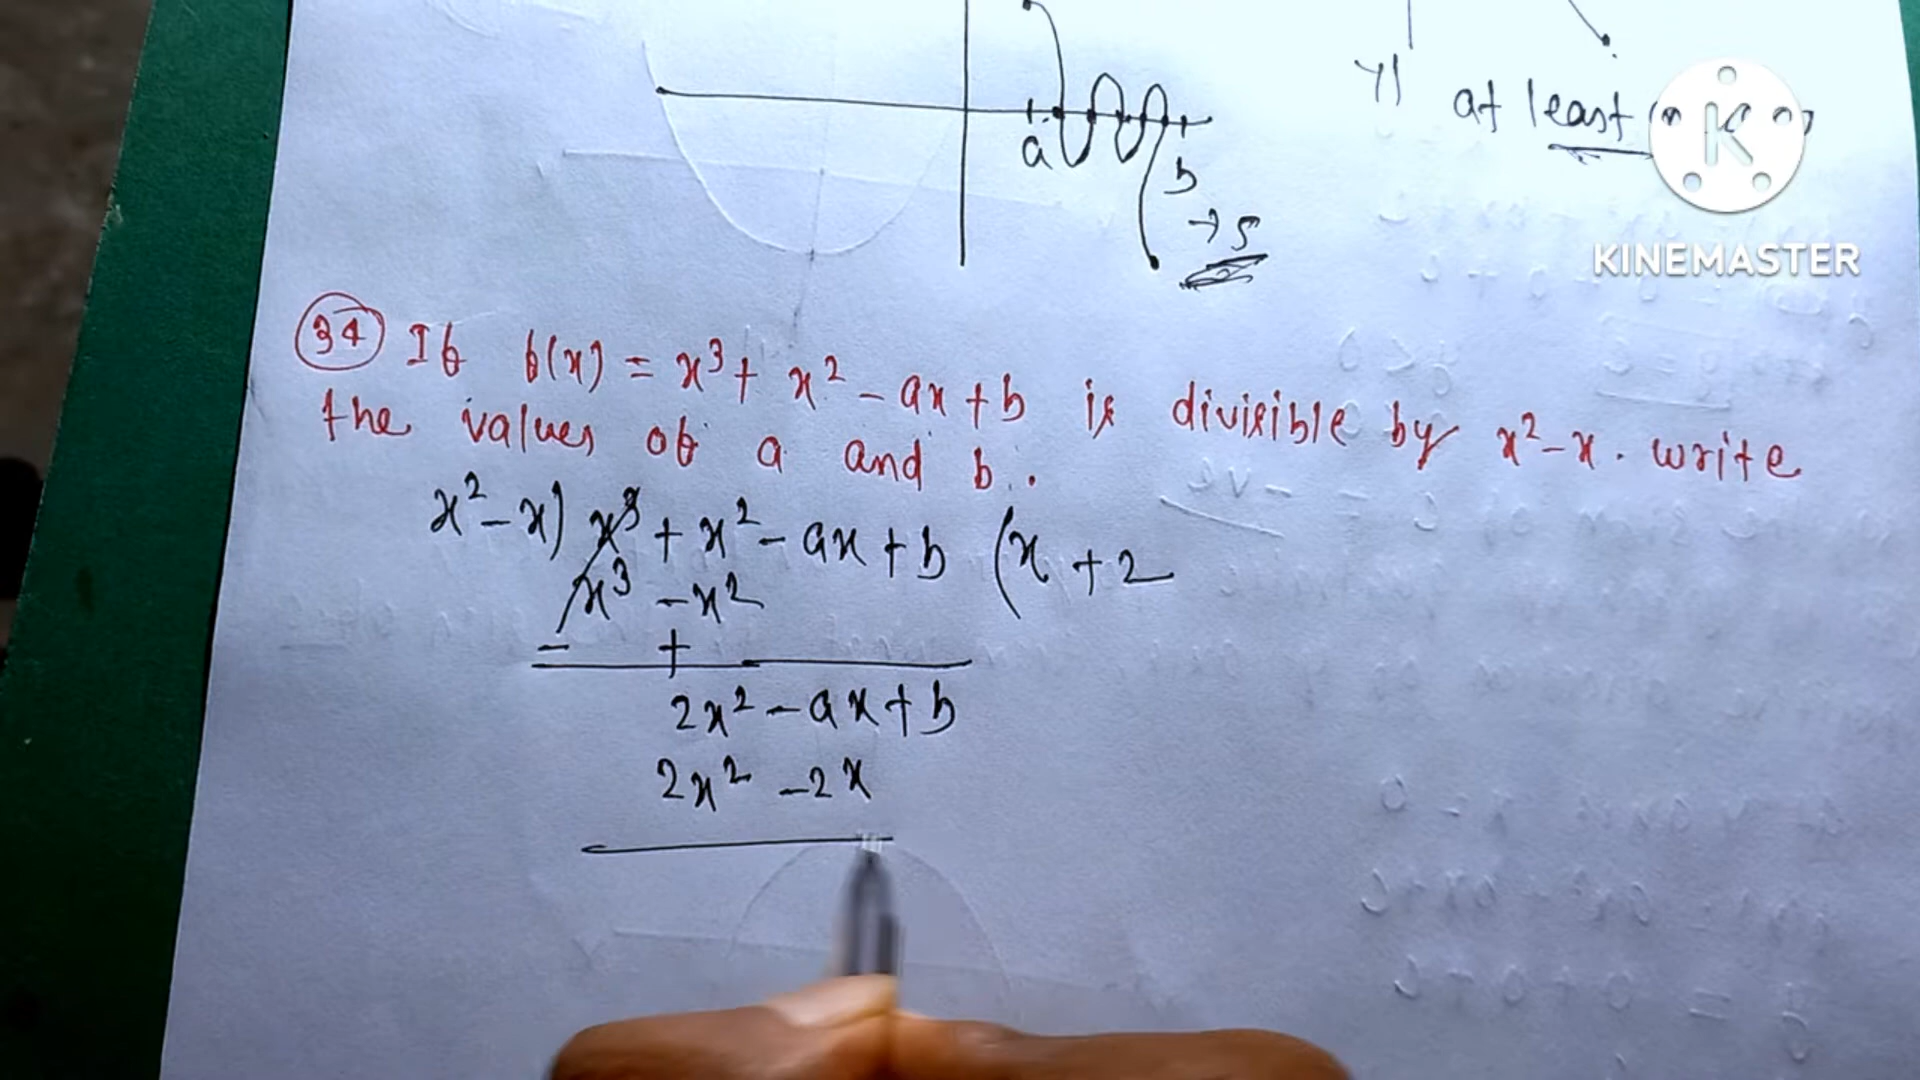 a
b
→ 5
at least
KINEMASTER
34 If f(x) = x³ + x² - ax + b is divisible by x² - x. write
the values of a and b.
x² - x) x³ + x² - ax + b (x + 2
x³ - x²
- +
2x² - ax + b
2x² - 2x